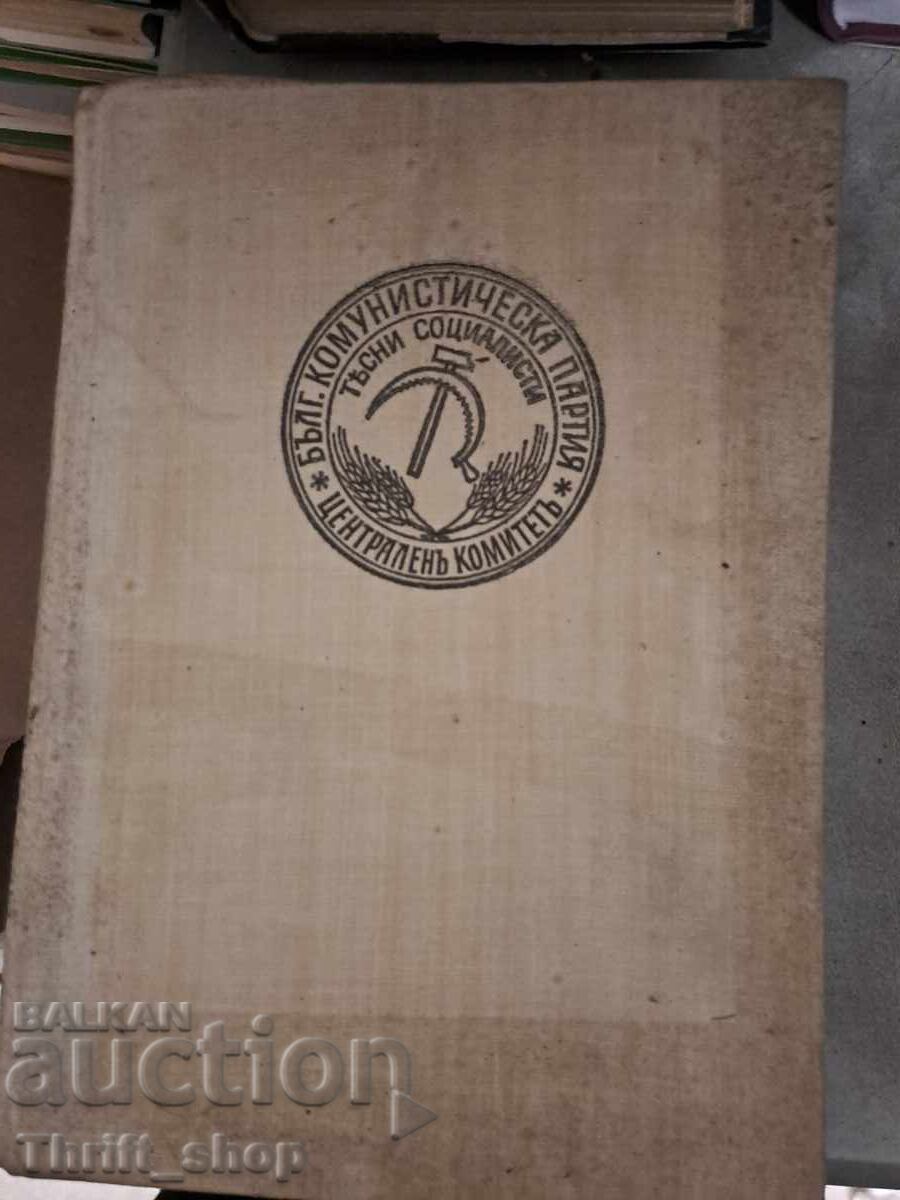 БЪЛГ. КОМУНИСТИЧЕСКА ПАРТИЯ
ТѢСНИ СОЦИАЛИСТИ
* ЦЕНТРАЛЕНЪ КОМИТЕТЪ *
BALKAN
auction
Thrift_shop